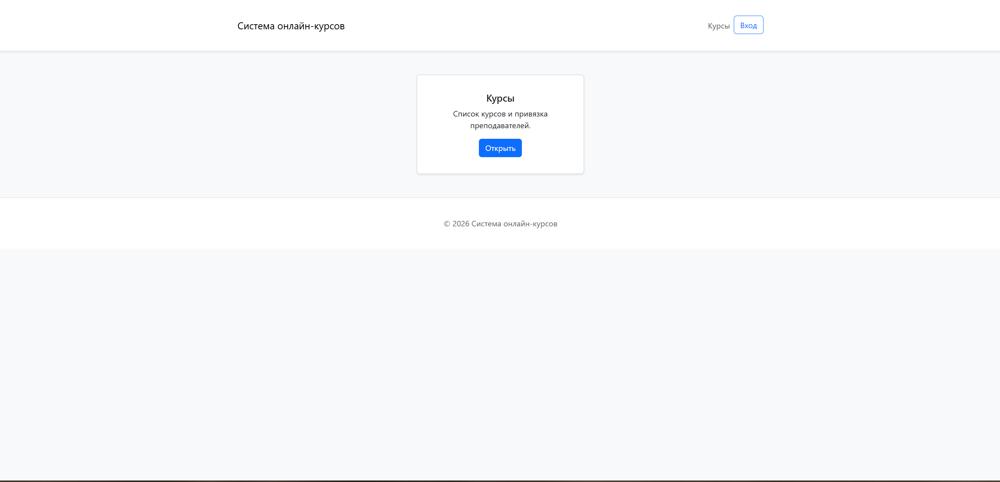 Система онлайн-курсов
Курсы
Вход
Курсы
Список курсов и привязка
преподавателей.
Открыть
© 2026 Система онлайн-курсов